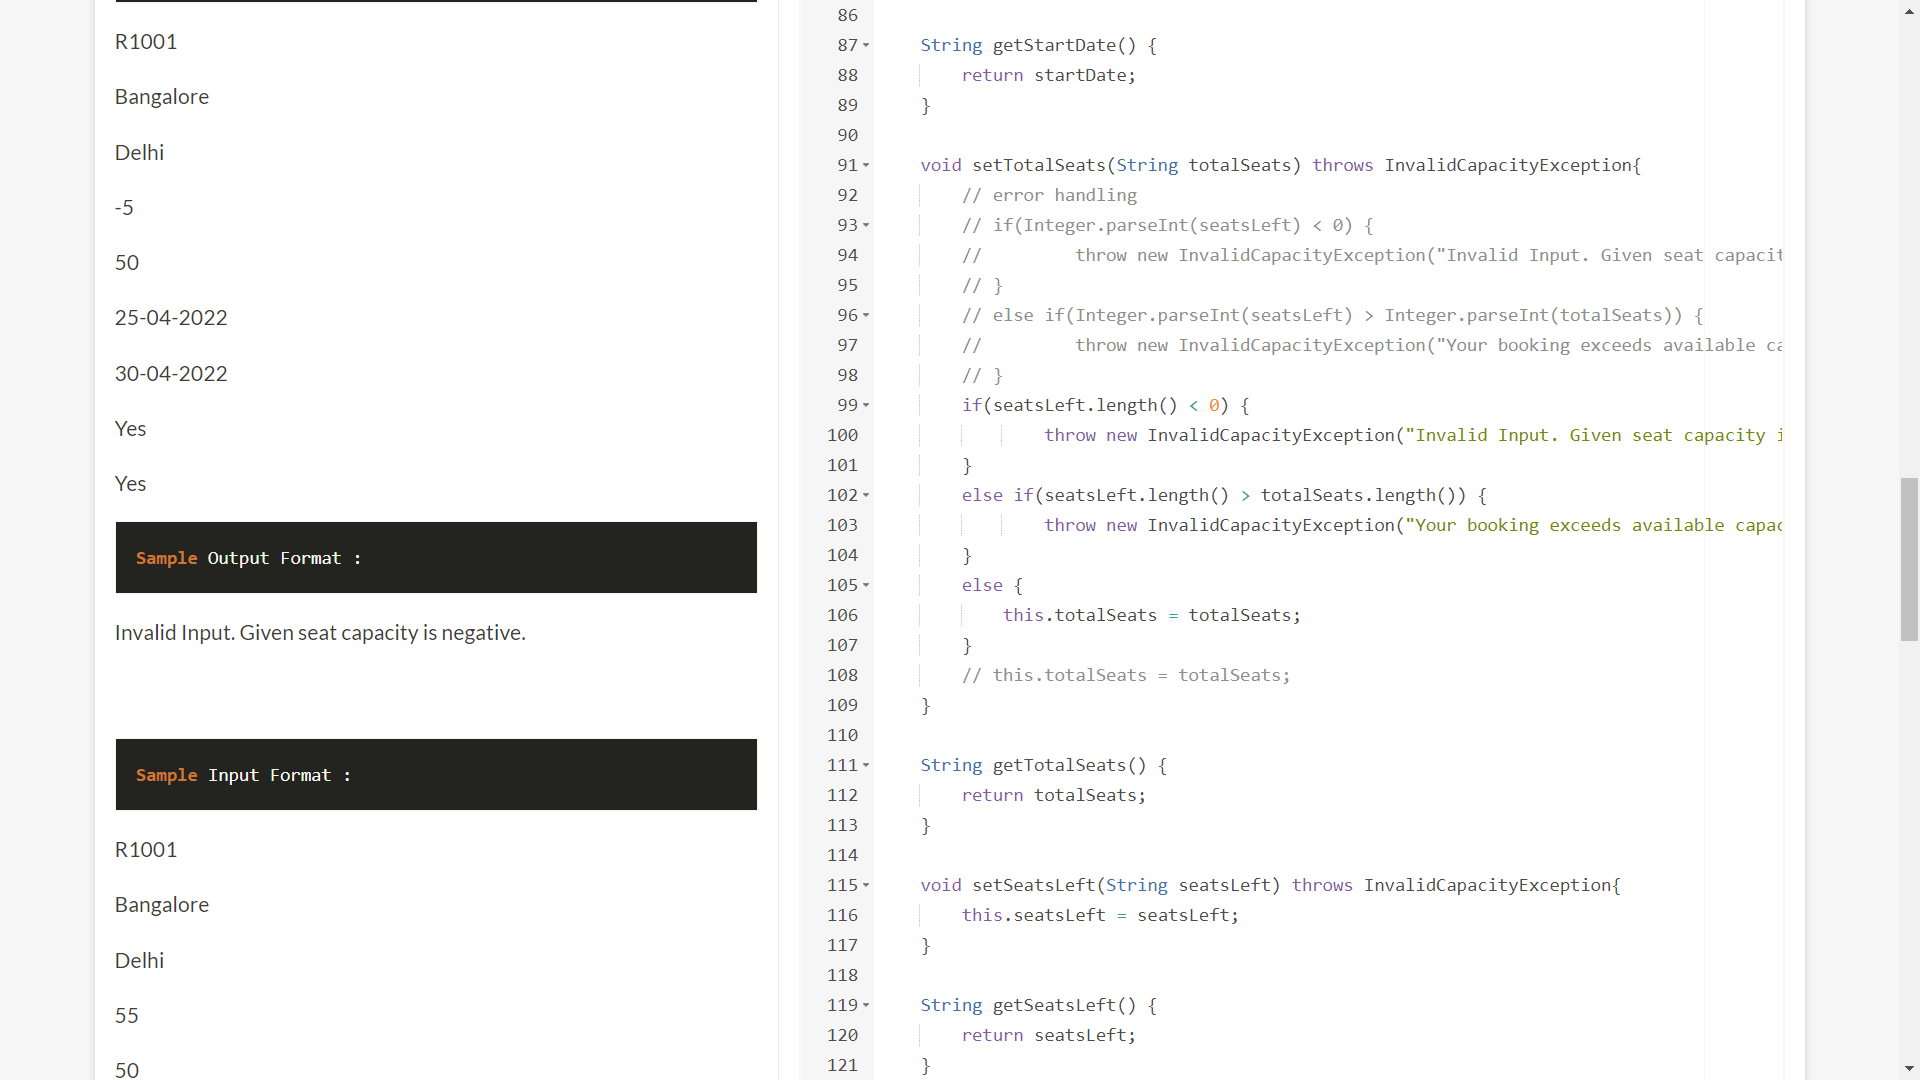 R1001
Bangalore
Delhi
-5
50
25-04-2022
30-04-2022
Yes
Yes
Sample Output Format :
Invalid Input. Given seat capacity is negative.
Sample Input Format :
R1001
Bangalore
Delhi
55
50
86
87 String getStartDate() {
88 return startDate;
89 }
90
91 void setTotalSeats(String totalSeats) throws InvalidCapacityException{
92 // error handling
93 // if(Integer.parseInt(seatsLeft) < 0) {
94 // throw new InvalidCapacityException("Invalid Input. Given seat capacit
95 // }
96 // else if(Integer.parseInt(seatsLeft) > Integer.parseInt(totalSeats)) {
97 // throw new InvalidCapacityException("Your booking exceeds available ca
98 // }
99 if(seatsLeft.length() < 0) {
100 throw new InvalidCapacityException("Invalid Input. Given seat capacity i
101 }
102 else if(seatsLeft.length() > totalSeats.length()) {
103 throw new InvalidCapacityException("Your booking exceeds available capac
104 }
105 else {
106 this.totalSeats = totalSeats;
107 }
108 // this.totalSeats = totalSeats;
109 }
110
111 String getTotalSeats() {
112 return totalSeats;
113 }
114
115 void setSeatsLeft(String seatsLeft) throws InvalidCapacityException{
116 this.seatsLeft = seatsLeft;
117 }
118
119 String getSeatsLeft() {
120 return seatsLeft;
121 }